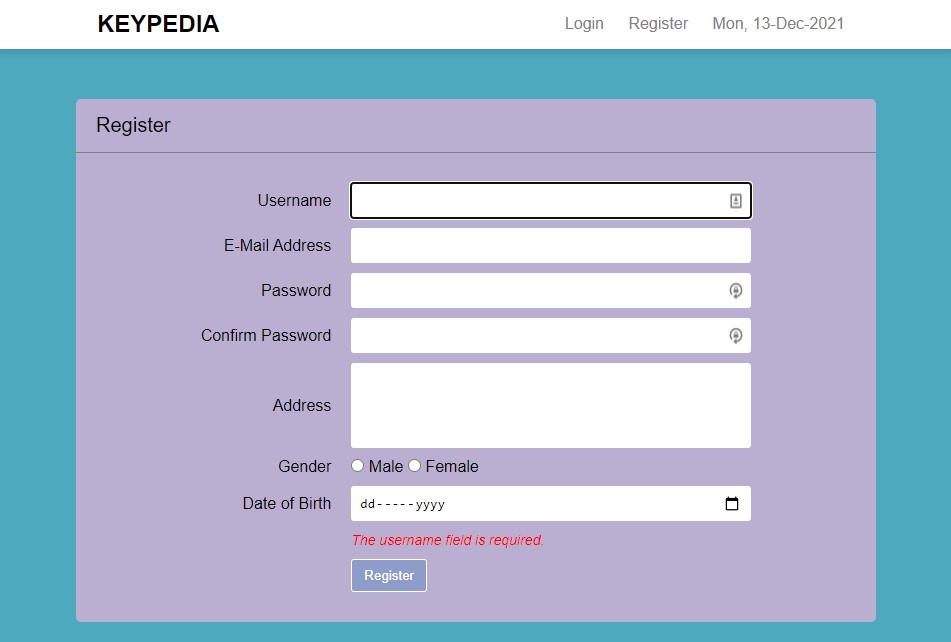 KEYPEDIA Login Register Mon, 13-Dec-2021
Register
Username
E-Mail Address
Password
Confirm Password
Address
Gender Male Female
Date of Birth dd-----yyyy
The username field is required.
Register